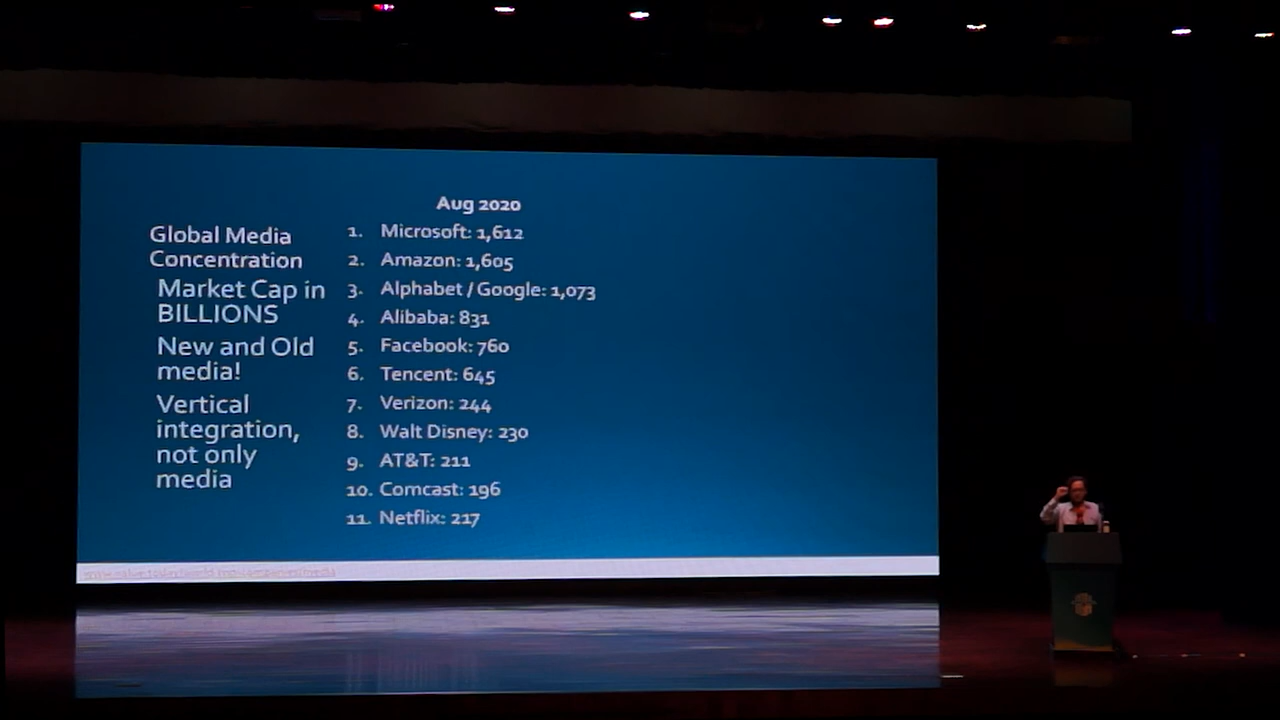 Aug 2020
Global Media
Concentration
Market Cap in
BILLIONS
New and Old
media!
Vertical
integration,
not only
media
1. Microsoft: 1,612
2. Amazon: 1,605
3. Alphabet / Google: 1,073
4. Alibaba: 831
5. Facebook: 760
6. Tencent: 645
7. Verizon: 244
8. Walt Disney: 230
9. AT&T: 211
10. Comcast: 196
11. Netflix: 217